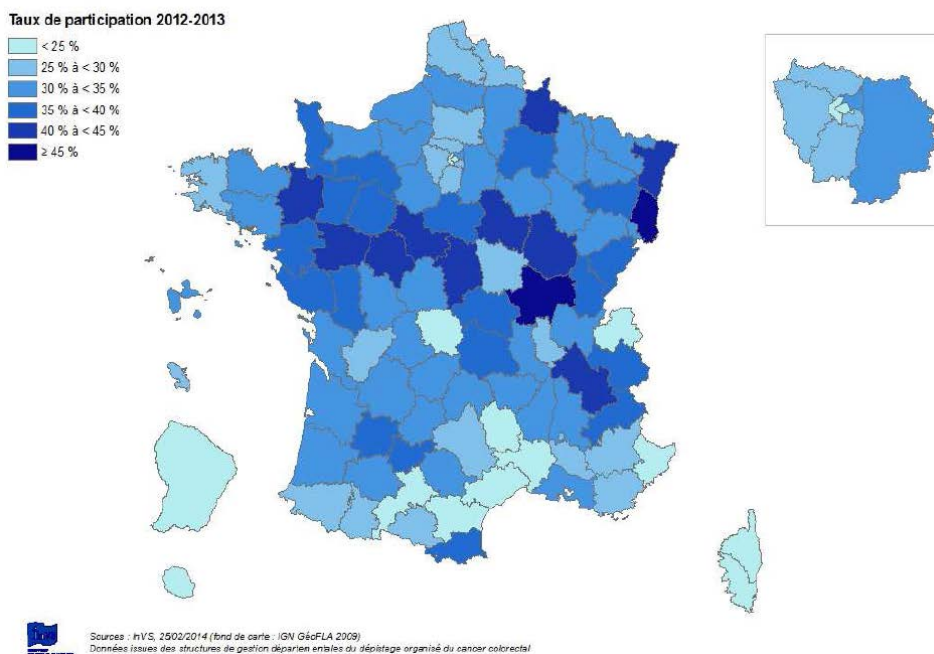 Taux de participation 2012-2013
< 25 %
25 % à < 30 %
30 % à < 35 %
35 % à < 40 %
40 % à < 45 %
≥ 45 %
Sources : InVS, 25/02/2014 (fond de carte : IGN GéoFLA 2009)
Données issues des structures de gestion départementales du dépistage organisé du cancer colorectal